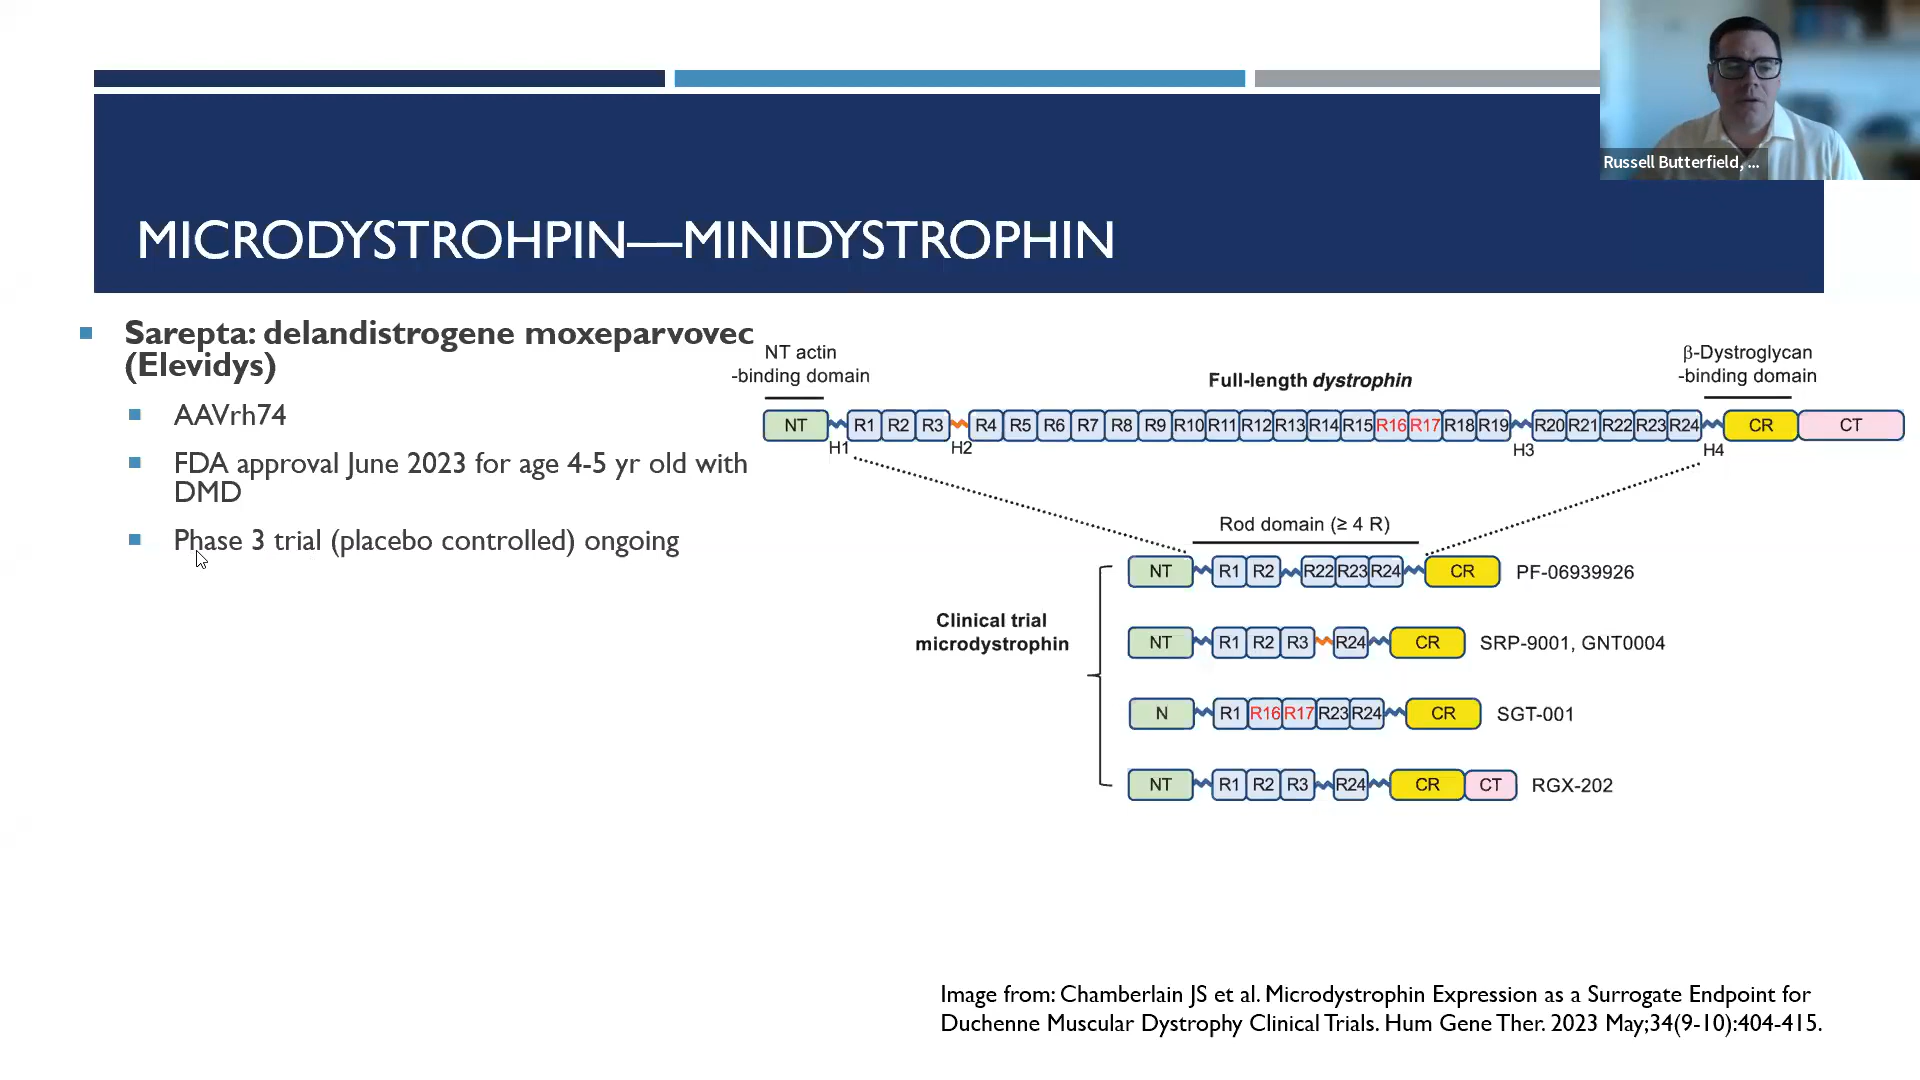 Russell Butterfield, ...
MICRODYSTROHPIN—MINIDYSTROPHIN
Sarepta: delandistrogene moxeparvovec
(Elevidys)
AAVrh74
FDA approval June 2023 for age 4-5 yr old with
DMD
Phase 3 trial (placebo controlled) ongoing
NT actin
-binding domain
Full-length dystrophin
β-Dystroglycan
-binding domain
NT R1 R2 R3 R4 R5 R6 R7 R8 R9 R10 R11 R12 R13 R14 R15 R16 R17 R18 R19 R20 R21 R22 R23 R24 CR CT
H1 H2 H3 H4
Rod domain (≥ 4 R)
Clinical trial
microdystrophin
NT R1 R2 R22 R23 R24 CR PF-06939926
NT R1 R2 R3 R24 CR SRP-9001, GNT0004
N R1 R16 R17 R23 R24 CR SGT-001
NT R1 R2 R3 R24 CR CT RGX-202
Image from: Chamberlain JS et al. Microdystrophin Expression as a Surrogate Endpoint for
Duchenne Muscular Dystrophy Clinical Trials. Hum Gene Ther. 2023 May;34(9-10):404-415.